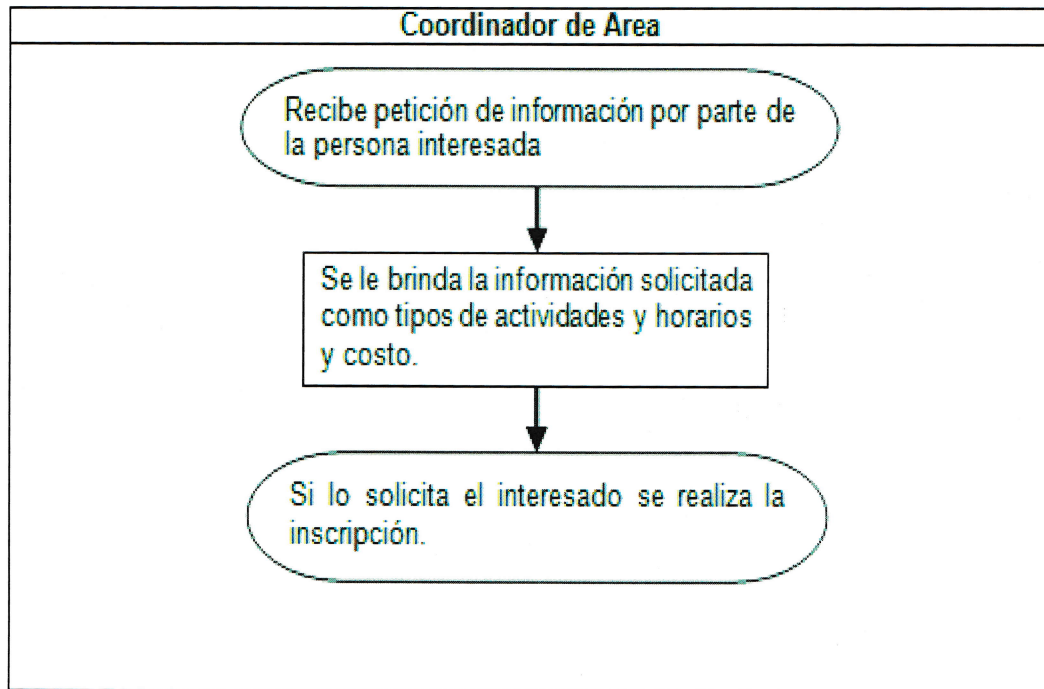 Coordinador de Area
Recibe petición de información por parte de
la persona interesada
Se le brinda la información solicitada
como tipos de actividades y horarios
y costo.
Si lo solicita el interesado se realiza la
inscripción.